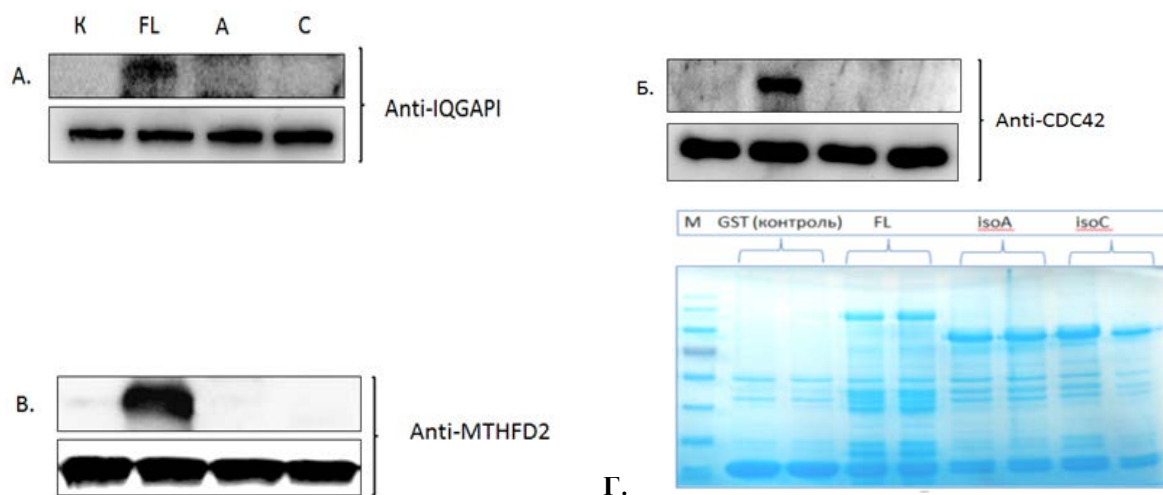 К FL A C
А.
Anti-IQGAPI
Б.
Anti-CDC42
M GST (контроль) FL isoA isoC
В.
Anti-MTHFD2
Г.